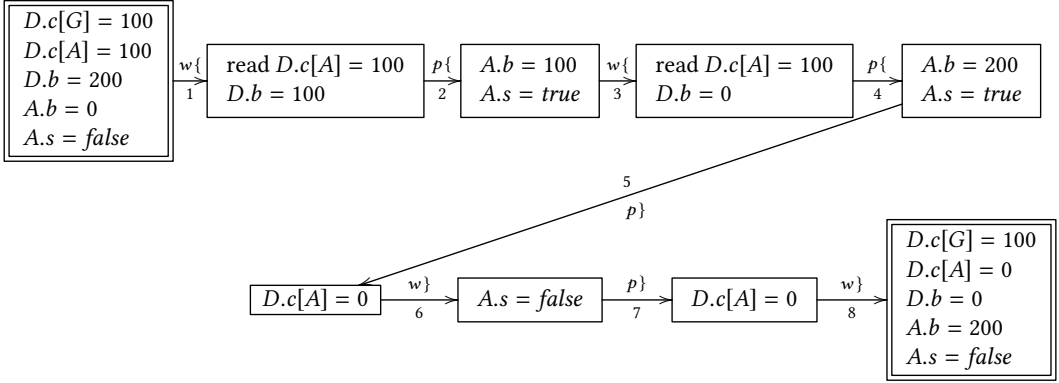 D.c[G] = 100
D.c[A] = 100
D.b = 200
A.b = 0
A.s = false
w{
1
read D.c[A] = 100
D.b = 100
p{
2
A.b = 100
A.s = true
w{
3
read D.c[A] = 100
D.b = 0
p{
4
A.b = 200
A.s = true
5
p}
D.c[A] = 0
w}
6
A.s = false
p}
7
D.c[A] = 0
w}
8
D.c[G] = 100
D.c[A] = 0
D.b = 0
A.b = 200
A.s = false